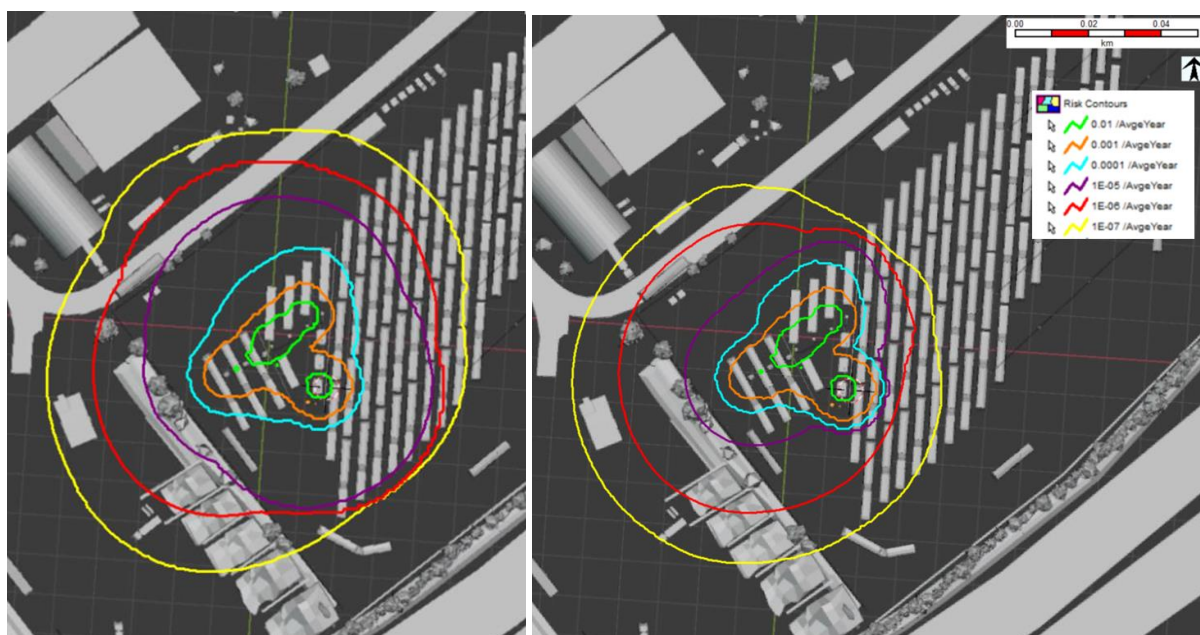 0.00 0.02 0.04
km
Risk Contours
0.01 /AvgeYear
0.001 /AvgeYear
0.0001 /AvgeYear
1E-05 /AvgeYear
1E-06 /AvgeYear
1E-07 /AvgeYear